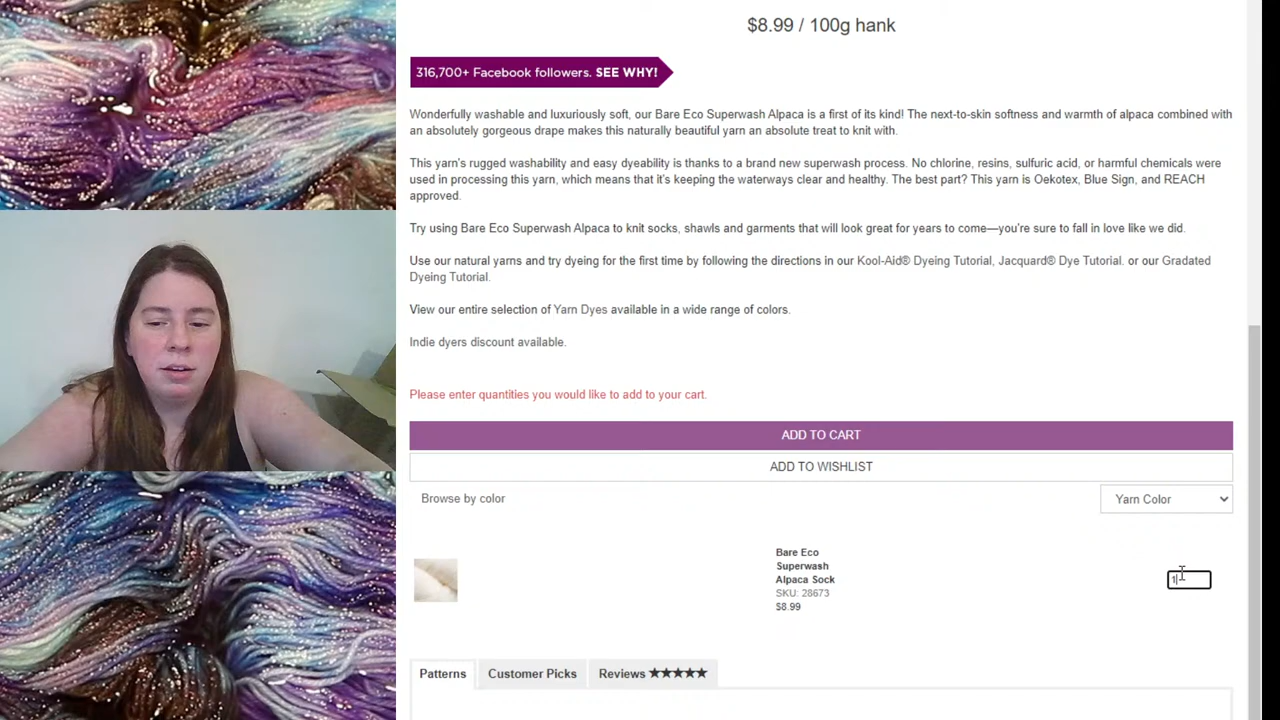 $8.99 / 100g hank
316,700+ Facebook followers. SEE WHY!
Wonderfully washable and luxuriously soft, our Bare Eco Superwash Alpaca is a first of its kind! The next-to-skin softness and warmth of alpaca combined with
an absolutely gorgeous drape makes this naturally beautiful yarn an absolute treat to knit with.
This yarn's rugged washability and easy dyeability is thanks to a brand new superwash process. No chlorine, resins, sulfuric acid, or harmful chemicals were
used in processing this yarn, which means that it's keeping the waterways clear and healthy. The best part? This yarn is Oekotex, Blue Sign, and REACH
approved.
Try using Bare Eco Superwash Alpaca to knit socks, shawls and garments that will look great for years to come—you're sure to fall in love like we did.
Use our natural yarns and try dyeing for the first time by following the directions in our Kool-Aid® Dyeing Tutorial, Jacquard® Dye Tutorial. or our Gradated
Dyeing Tutorial.
View our entire selection of Yarn Dyes available in a wide range of colors.
Indie dyers discount available.
Please enter quantities you would like to add to your cart.
ADD TO CART
ADD TO WISHLIST
Browse by color
Yarn Color
Bare Eco
Superwash
Alpaca Sock
SKU: 28673
$8.99
1
Patterns
Customer Picks
Reviews ★★★★★